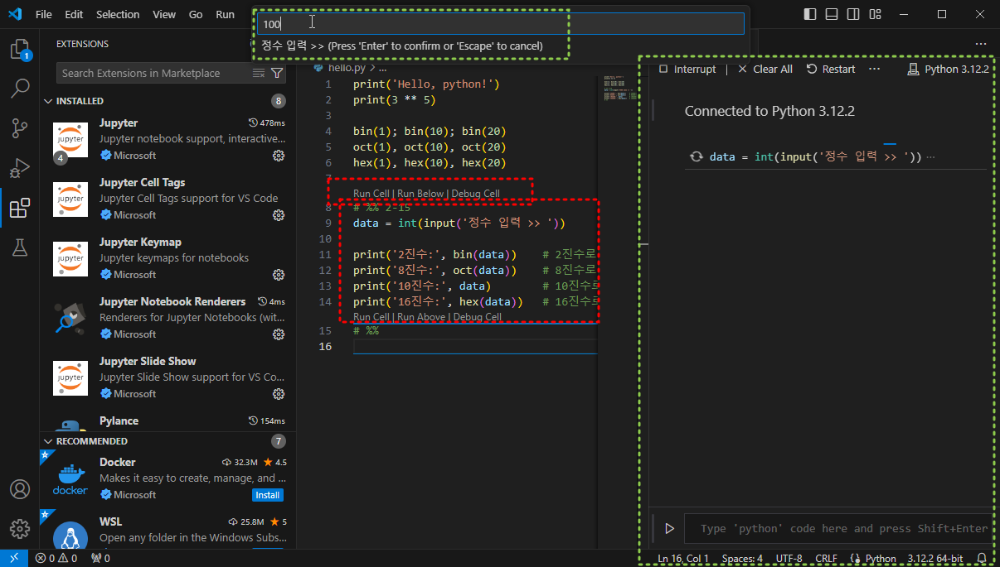 File Edit Selection View Go Run
100
정수 입력 >> (Press 'Enter' to confirm or 'Escape' to cancel)
1
EXTENSIONS
Search Extensions in Marketplace
INSTALLED 8
Jupyter 478ms
Jupyter notebook support, interactive...
Microsoft
jupyter
4
Jupyter Cell Tags
Jupyter Cell Tags support for VS Code
Microsoft
jupyter
Jupyter Keymap
Jupyter keymaps for notebooks
Microsoft
jupyter
Jupyter Notebook Renderers 4ms
Renderers for Jupyter Notebooks (wit...
Microsoft
Jupyter Slide Show
Jupyter Slide Show support for VS Co...
Microsoft
jupyter
Pylance 154ms
RECOMMENDED 7
Docker 32.3M 4.5
Makes it easy to create, manage, and ...
Microsoft Install
docker
WSL 25.8M 5
Open any folder in the Windows Subs...
hello.py > ...
1 print('Hello, python!')
2 print(3 ** 5)
3
4 bin(1); bin(10); bin(20)
5 oct(1), oct(10), oct(20)
6 hex(1), hex(10), hex(20)
7
Run Cell | Run Below | Debug Cell
8 # %% 2-15
9 data = int(input('정수 입력 >> '))
10
11 print('2진수:', bin(data)) # 2진수로
12 print('8진수:', oct(data)) # 8진수로
13 print('10진수:', data) # 10진수로
14 print('16진수:', hex(data)) # 16진수로
Run Cell | Run Above | Debug Cell
15 # %%
16
Interrupt | Clear All Restart ... Python 3.12.2
Connected to Python 3.12.2
data = int(input('정수 입력 >> ')) ...
Type 'python' code here and press Shift+Enter
0 0 0 Ln 16, Col 1 Spaces: 4 UTF-8 CRLF Python 3.12.2 64-bit